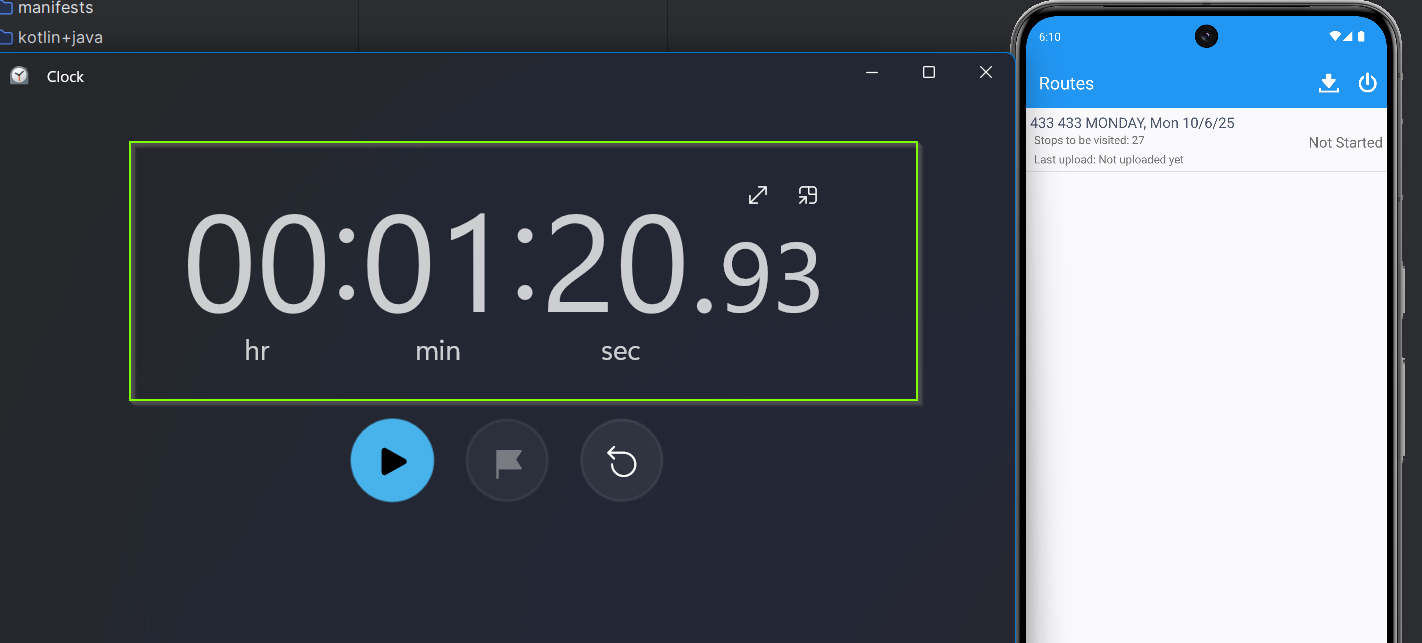 manifests
kotlin+java
Clock
00:01:20.93
hr min sec
6:10
Routes
433 433 MONDAY, Mon 10/6/25
Stops to be visited: 27
Not Started
Last upload: Not uploaded yet